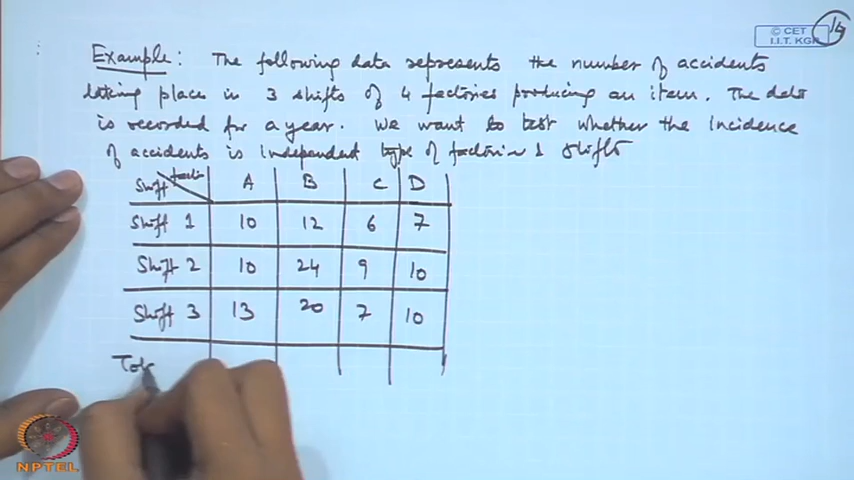 © CET
I.I.T. KGP
14
Example: The following data represents the number of accidents
taking place in 3 shifts of 4 factories producing an item. The data
is recorded for a year. We want to test whether the incidence
of accidents is independent type of factories & shifts
Shift factories A B C D
Shift 1 10 12 6 7
Shift 2 10 24 9 10
Shift 3 13 20 7 10
NPTEL